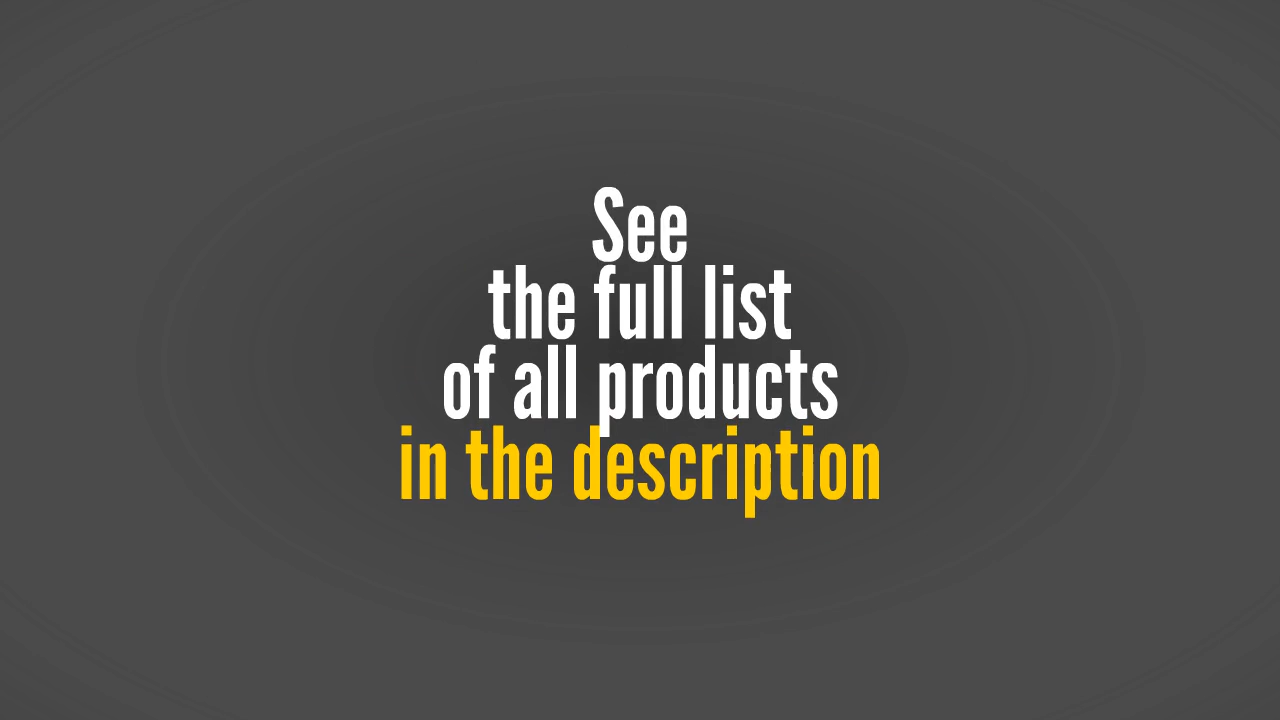 See
the full list
of all products
in the description